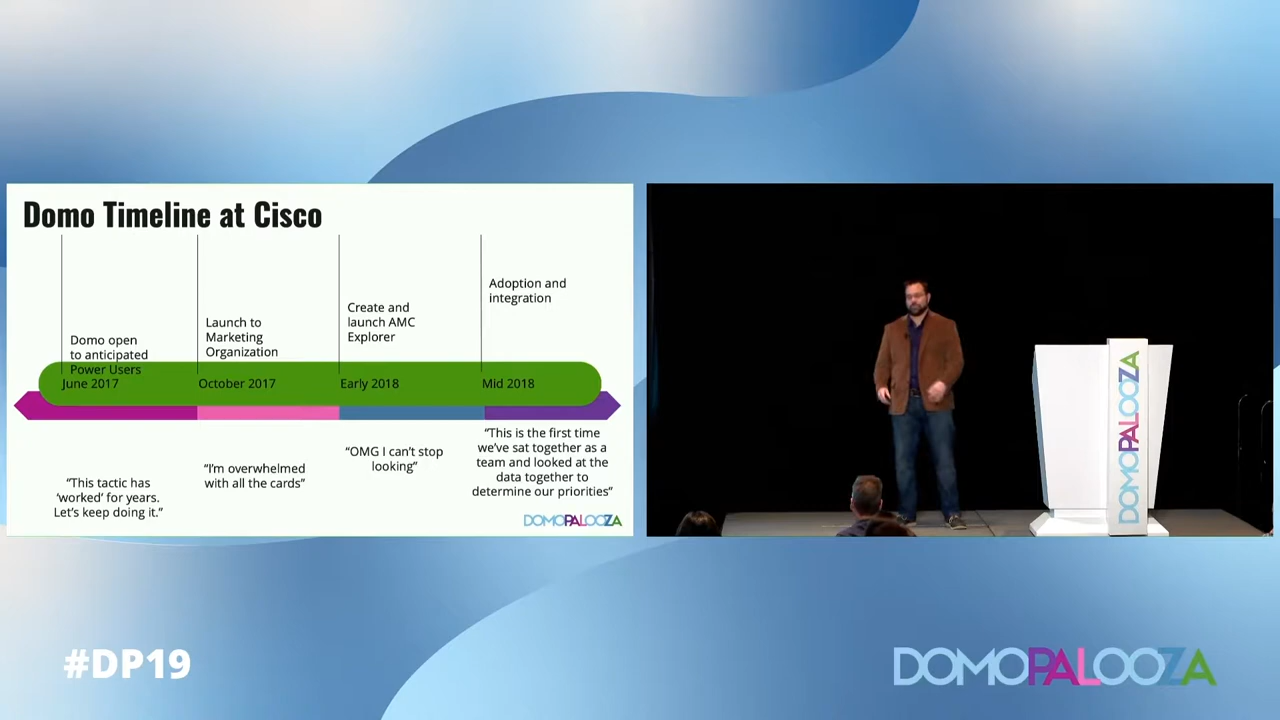 Domo Timeline at Cisco
Domo open
to anticipated
Power Users
June 2017
Launch to
Marketing
Organization
October 2017
Create and
launch AMC
Explorer
Early 2018
Adoption and
integration
Mid 2018
“This tactic has
‘worked’ for years.
Let’s keep doing it.”
“I’m overwhelmed
with all the cards”
“OMG I can’t stop
looking”
“This is the first time
we’ve sat together as a
team and looked at the
data together to
determine our priorities”
DOMOPALOOZA
DOMOPALOOZA
#DP19
DOMOPALOOZA